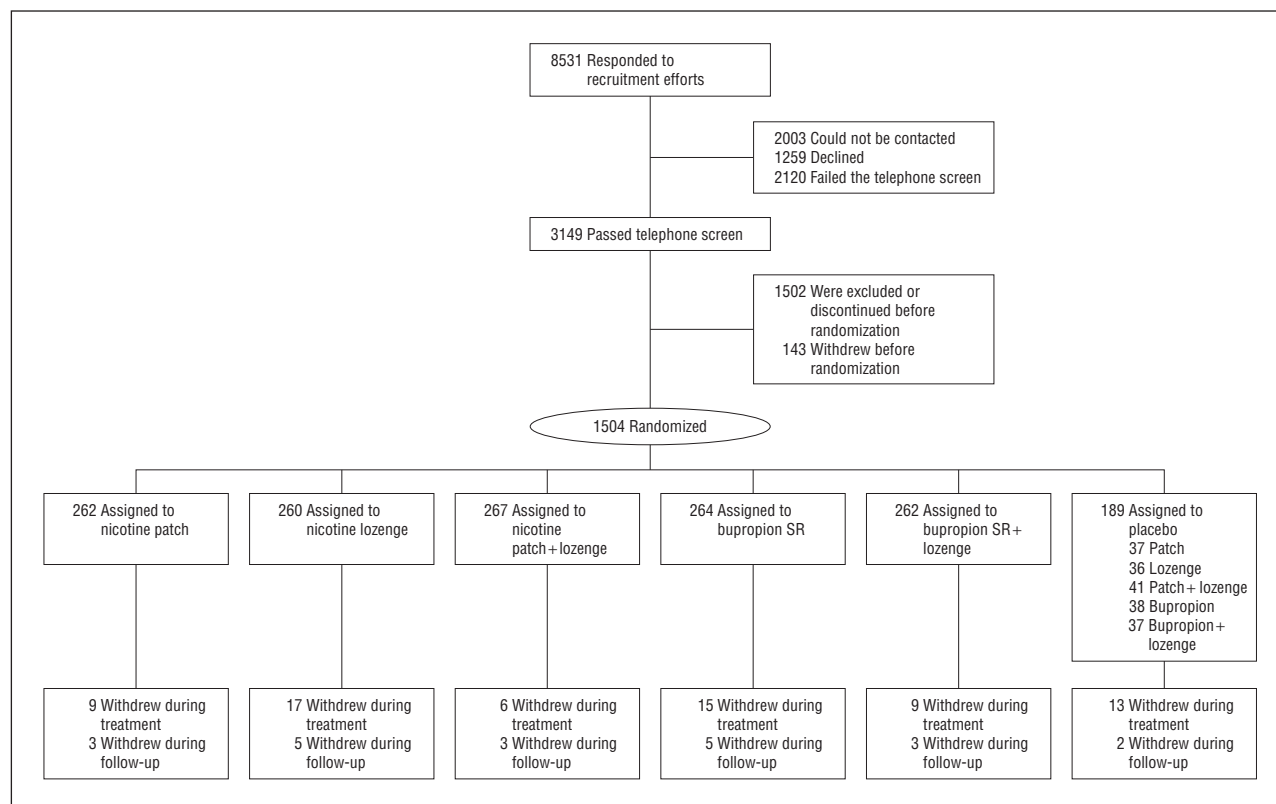 8531 Responded to
recruitment efforts
2003 Could not be contacted
1259 Declined
2120 Failed the telephone screen
3149 Passed telephone screen
1502 Were excluded or
discontinued before
randomization
143 Withdrew before
randomization
1504 Randomized
262 Assigned to
nicotine patch
260 Assigned to
nicotine lozenge
267 Assigned to
nicotine
patch+lozenge
264 Assigned to
bupropion SR
262 Assigned to
bupropion SR+
lozenge
189 Assigned to
placebo
37 Patch
36 Lozenge
41 Patch+lozenge
38 Bupropion
37 Bupropion+
lozenge
9 Withdrew during
treatment
3 Withdrew during
follow-up
17 Withdrew during
treatment
5 Withdrew during
follow-up
6 Withdrew during
treatment
3 Withdrew during
follow-up
15 Withdrew during
treatment
5 Withdrew during
follow-up
9 Withdrew during
treatment
3 Withdrew during
follow-up
13 Withdrew during
treatment
2 Withdrew during
follow-up